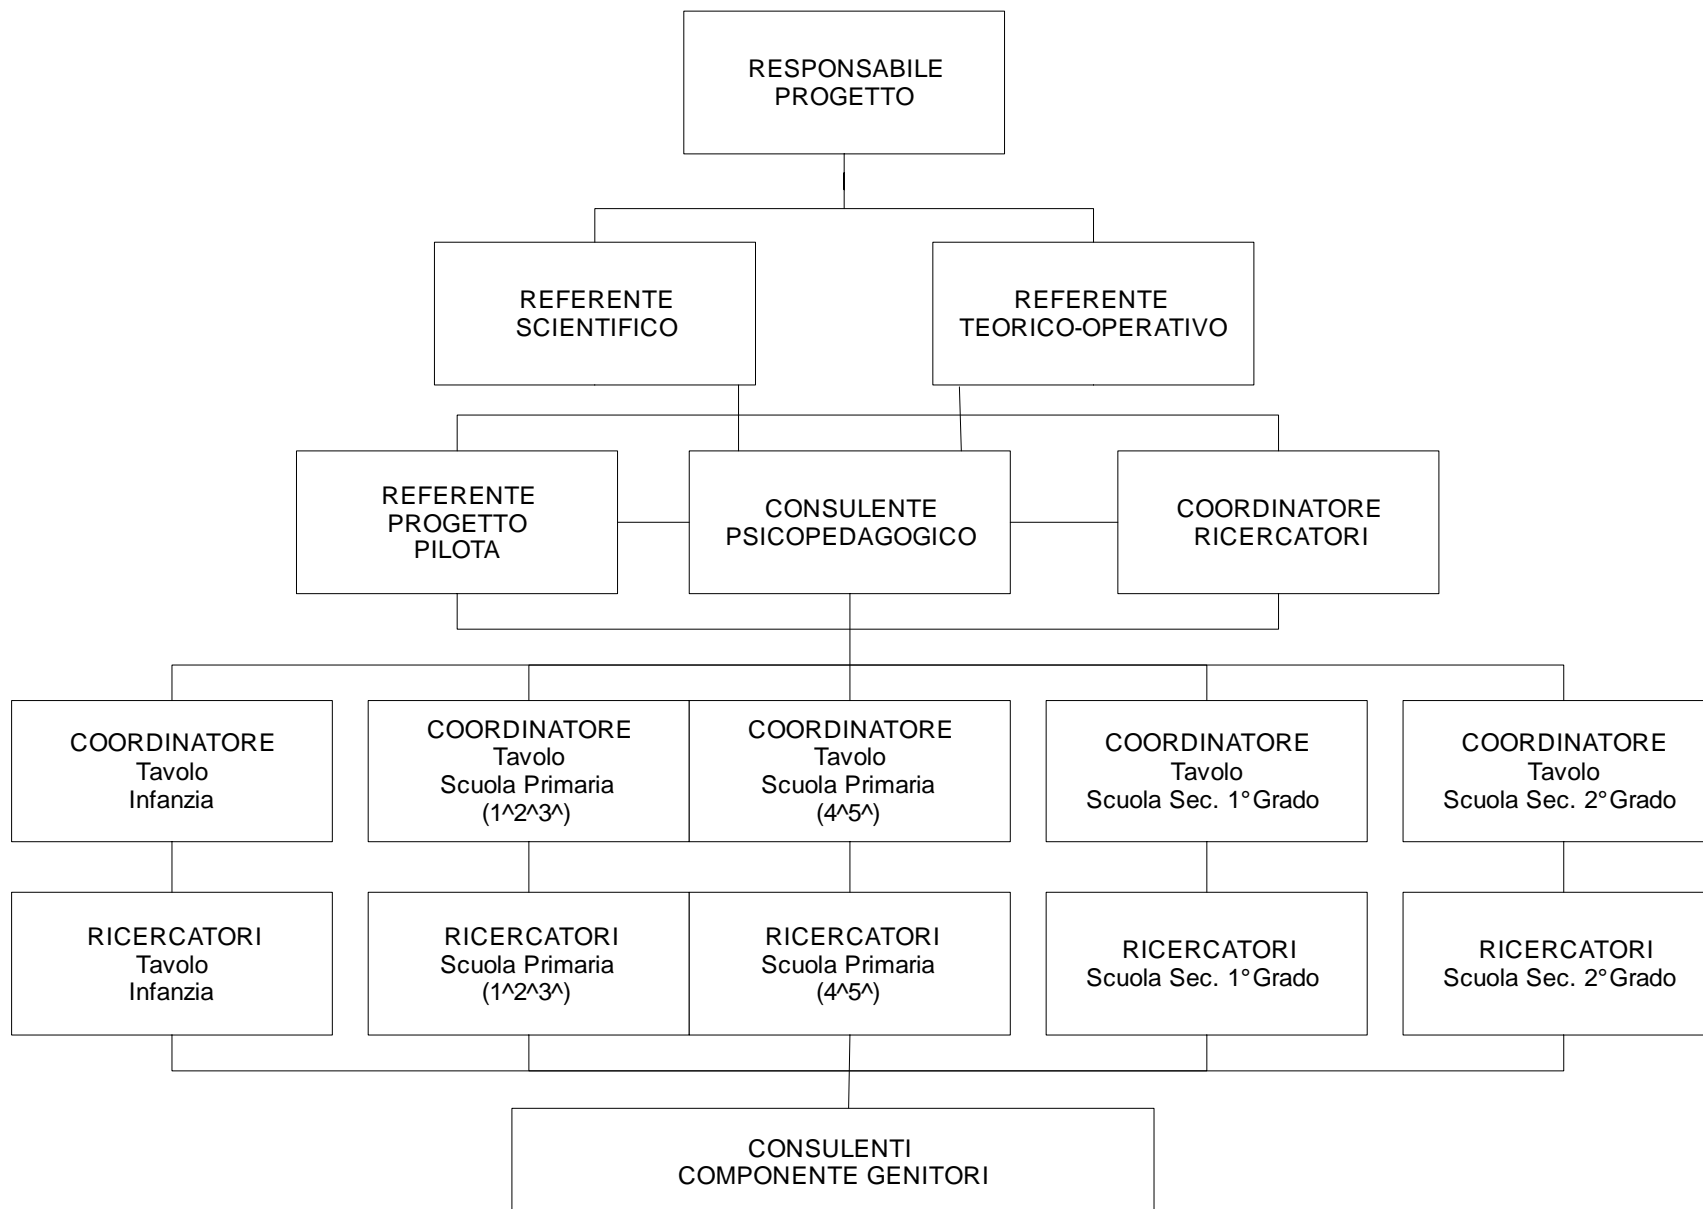 RESPONSABILE
PROGETTO
REFERENTE
SCIENTIFICO
REFERENTE
TEORICO-OPERATIVO
REFERENTE
PROGETTO
PILOTA
CONSULENTE
PSICOPEDAGOGICO
COORDINATORE
RICERCATORI
COORDINATORE
Tavolo
Infanzia
COORDINATORE
Tavolo
Scuola Primaria
(1^2^3^)
COORDINATORE
Tavolo
Scuola Primaria
(4^5^)
COORDINATORE
Tavolo
Scuola Sec. 1°Grado
COORDINATORE
Tavolo
Scuola Sec. 2°Grado
RICERCATORI
Tavolo
Infanzia
RICERCATORI
Scuola Primaria
(1^2^3^)
RICERCATORI
Scuola Primaria
(4^5^)
RICERCATORI
Scuola Sec. 1°Grado
RICERCATORI
Scuola Sec. 2°Grado
CONSULENTI
COMPONENTE GENITORI